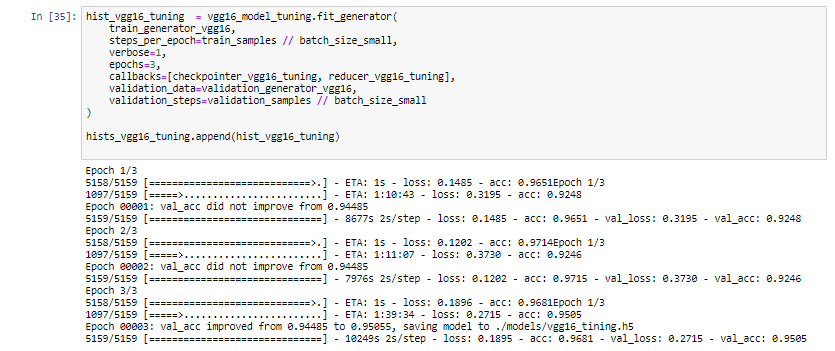 In [35]: hist_vgg16_tuning = vgg16_model_tuning.fit_generator(
train_generator_vgg16,
steps_per_epoch=train_samples // batch_size_small,
verbose=1,
epochs=3,
callbacks=[checkpointer_vgg16_tuning, reducer_vgg16_tuning],
validation_data=validation_generator_vgg16,
validation_steps=validation_samples // batch_size_small
)
hists_vgg16_tuning.append(hist_vgg16_tuning)
Epoch 1/3
5158/5159 [============================>.] - ETA: 1s - loss: 0.1485 - acc: 0.9651Epoch 1/3
1097/5159 [=====>........................] - ETA: 1:10:43 - loss: 0.3195 - acc: 0.9248
Epoch 00001: val_acc did not improve from 0.94485
5159/5159 [==============================] - 8677s 2s/step - loss: 0.1485 - acc: 0.9651 - val_loss: 0.3195 - val_acc: 0.9248
Epoch 2/3
5158/5159 [============================>.] - ETA: 1s - loss: 0.1202 - acc: 0.9714Epoch 1/3
1097/5159 [=====>........................] - ETA: 1:11:07 - loss: 0.3730 - acc: 0.9246
Epoch 00002: val_acc did not improve from 0.94485
5159/5159 [==============================] - 7976s 2s/step - loss: 0.1202 - acc: 0.9715 - val_loss: 0.3730 - val_acc: 0.9246
Epoch 3/3
5158/5159 [============================>.] - ETA: 1s - loss: 0.1896 - acc: 0.9681Epoch 1/3
1097/5159 [=====>........................] - ETA: 1:39:34 - loss: 0.2715 - acc: 0.9505
Epoch 00003: val_acc improved from 0.94485 to 0.95055, saving model to ./models/vgg16_tining.h5
5159/5159 [==============================] - 10249s 2s/step - loss: 0.1895 - acc: 0.9681 - val_loss: 0.2715 - val_acc: 0.9505